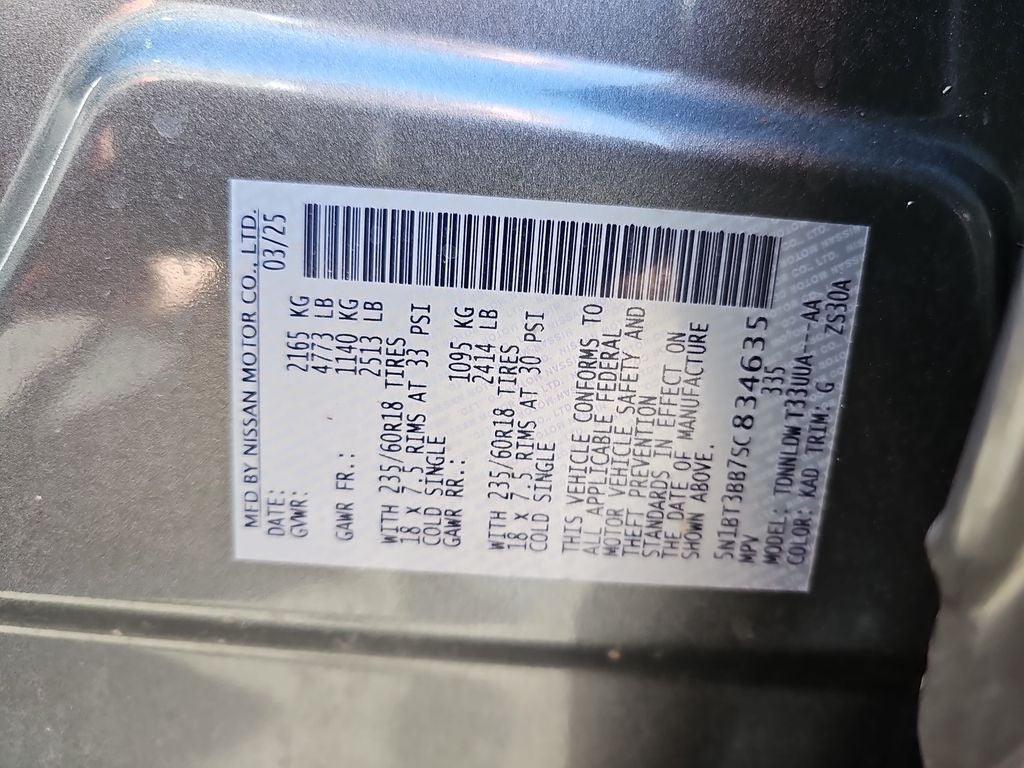 MFD BY NISSAN MOTOR CO., LTD.
DATE: 03/25
GVWR: 2165 KG
4773 LB
GAWR FR.: 1140 KG
2513 LB
WITH 235/60R18 TIRES
18 x 7.5 RIMS AT 33 PSI
COLD SINGLE
GAWR RR.: 1095 KG
2414 LB
WITH 235/60R18 TIRES
18 x 7.5 RIMS AT 30 PSI
COLD SINGLE
THIS VEHICLE CONFORMS TO
ALL APPLICABLE FEDERAL
MOTOR VEHICLE SAFETY AND
THEFT PREVENTION
STANDARDS IN EFFECT ON
THE DATE OF MANUFACTURE
SHOWN ABOVE.
5N1BT3BB7SC834635
MPV 335
MODEL: TDNNLDWT33UUA---AA
COLOR: KAD TRIM: G ZS30A